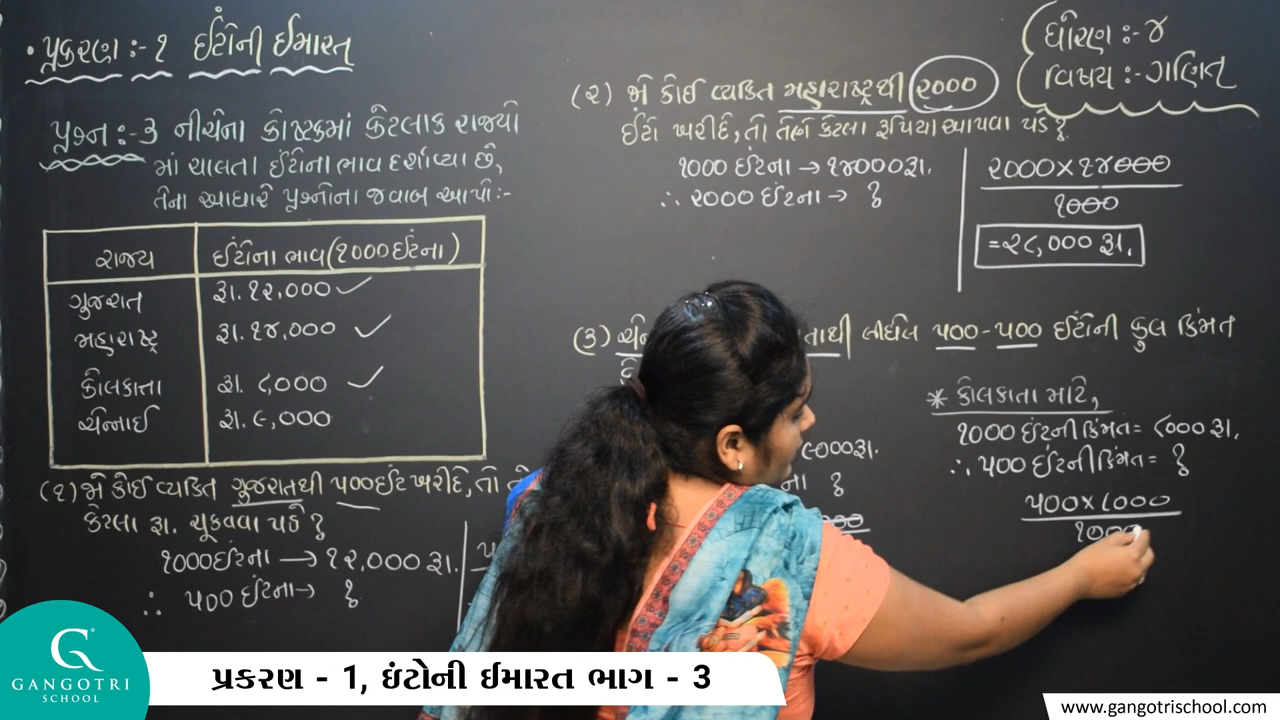 પ્રકરણ :- ૧ ઈંટોની ઈમારત
ધોરણ :- ૪
વિષય :- ગણિત
પ્રશ્ન :- ૩ નીચેના કોષ્ટકમાં કેટલાક રાજ્યો
માં ચાલતા ઈંટોના ભાવ દર્શાવ્યા છે,
તેના આધારે પ્રશ્નોના જવાબ આપો :-
રાજ્ય ઈંટોના ભાવ (૧૦૦૦ ઈંટના)
ગુજરાત રૂા. ૧૨,૦૦૦ ✓
મહારાષ્ટ્ર રૂા. ૧૪,૦૦૦ ✓
કોલકાત્તા રૂા. ૮,૦૦૦ ✓
ચેન્નાઈ રૂા. ૯,૦૦૦
(૧) જો કોઈ વ્યક્તિ ગુજરાતથી ૫૦૦ ઈંટ ખરીદે, તો
કેટલા રૂા. ચૂકવવા પડે ?
૧૦૦૦ ઈંટના → ૧૨,૦૦૦ રૂા.
∴ ૫૦૦ ઈંટના → ?
(૨) જો કોઈ વ્યક્તિ મહારાષ્ટ્રથી ૨૦૦૦
ઈંટો ખરીદે, તો તેણે કેટલા રૂપિયા આપવા પડે ?
૧૦૦૦ ઈંટના → ૧૪૦૦૦ રૂા.
∴ ૨૦૦૦ ઈંટના → ?
૨૦૦૦ × ૧૪૦૦૦
૧૦૦૦
= ૨૮,૦૦૦ રૂા.
(૩) લીધેલ ૫૦૦ - ૫૦૦ ઈંટોની કુલ કિંમત
૯૦૦૦ રૂા.
?
* કોલકાતા માટે,
૧૦૦૦ ઈંટની કિંમત = ૮૦૦૦ રૂા.
∴ ૫૦૦ ઈંટની કિંમત = ?
૫૦૦ × ૮૦૦૦
૧૦૦૦
GANGOTRI
SCHOOL
પ્રકરણ - 1, ઇંટોની ઈમારત ભાગ - 3
www.gangotrischool.com